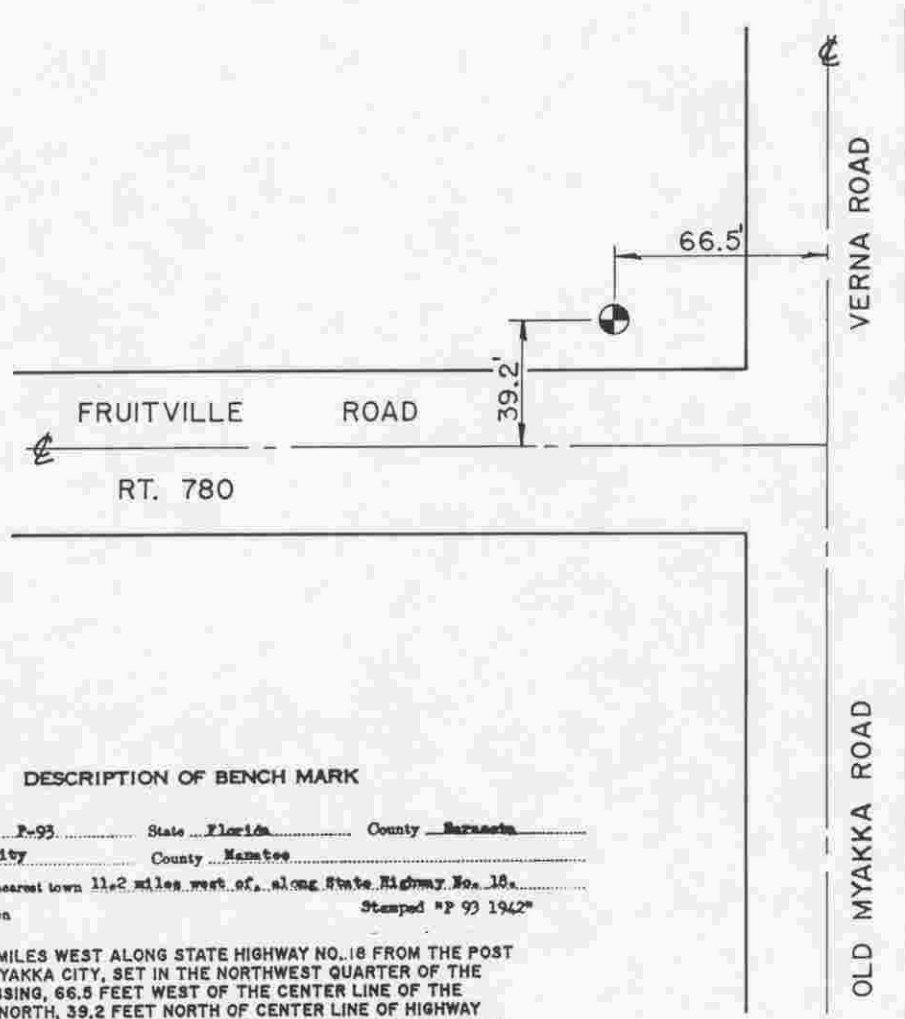 ℄
VERNA ROAD
66.5'
39.2'
FRUITVILLE ROAD
℄
RT. 780
OLD MYAKKA ROAD
DESCRIPTION OF BENCH MARK
P-93 State Florida County Sarasota
ity County Manatee
nearest town 11.2 miles west of, along State Highway No. 18.
n Stamped "P 93 1942"
MILES WEST ALONG STATE HIGHWAY NO. 18 FROM THE POST
YAKKA CITY, SET IN THE NORTHWEST QUARTER OF THE
SSING, 66.5 FEET WEST OF THE CENTER LINE OF THE
NORTH, 39.2 FEET NORTH OF CENTER LINE OF HIGHWAY